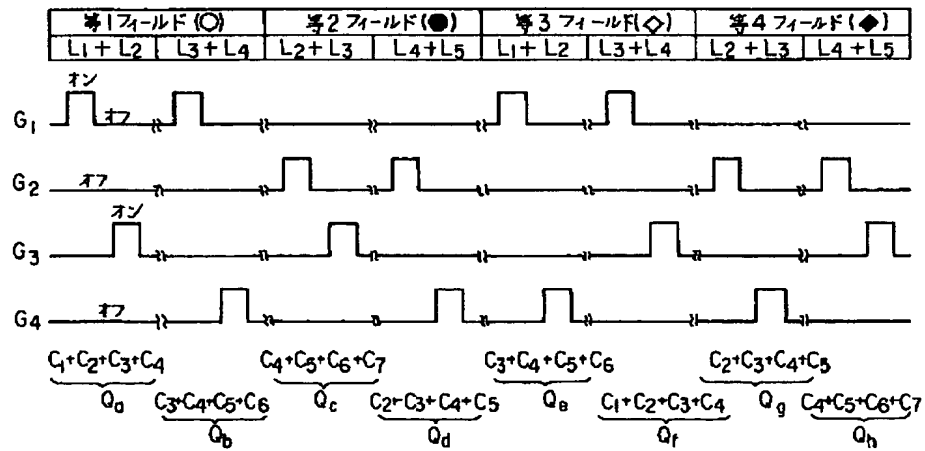 等1フィールド(○) 等2フィールド(●) 等3フィールド(◇) 等4フィールド(◆)
L1+L2 L3+L4 L2+L3 L4+L5 L1+L2 L3+L4 L2+L3 L4+L5
オン
G1 オフ
G2 オフ
オン
G3
G4 オフ
C1+C2+C3+C4 C4+C5+C6+C7 C3+C4+C5+C6 C2+C3+C4+C5
Qa C3+C4+C5+C6 Qc C2+C3+C4+C5 Qe C1+C2+C3+C4 Qg C4+C5+C6+C7
Qb Qd Qf Qh